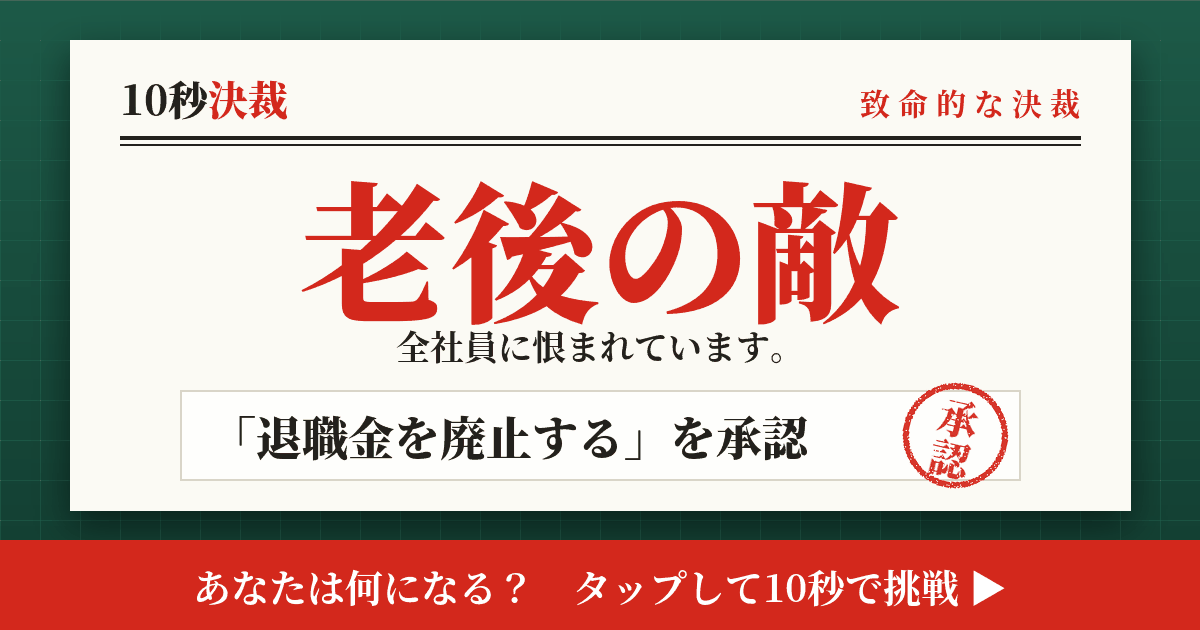 10秒決裁
致命的な決裁
老後の敵
全社員に恨まれています。
「退職金を廃止する」を承認
承認
あなたは何になる？　タップして10秒で挑戦 ▶